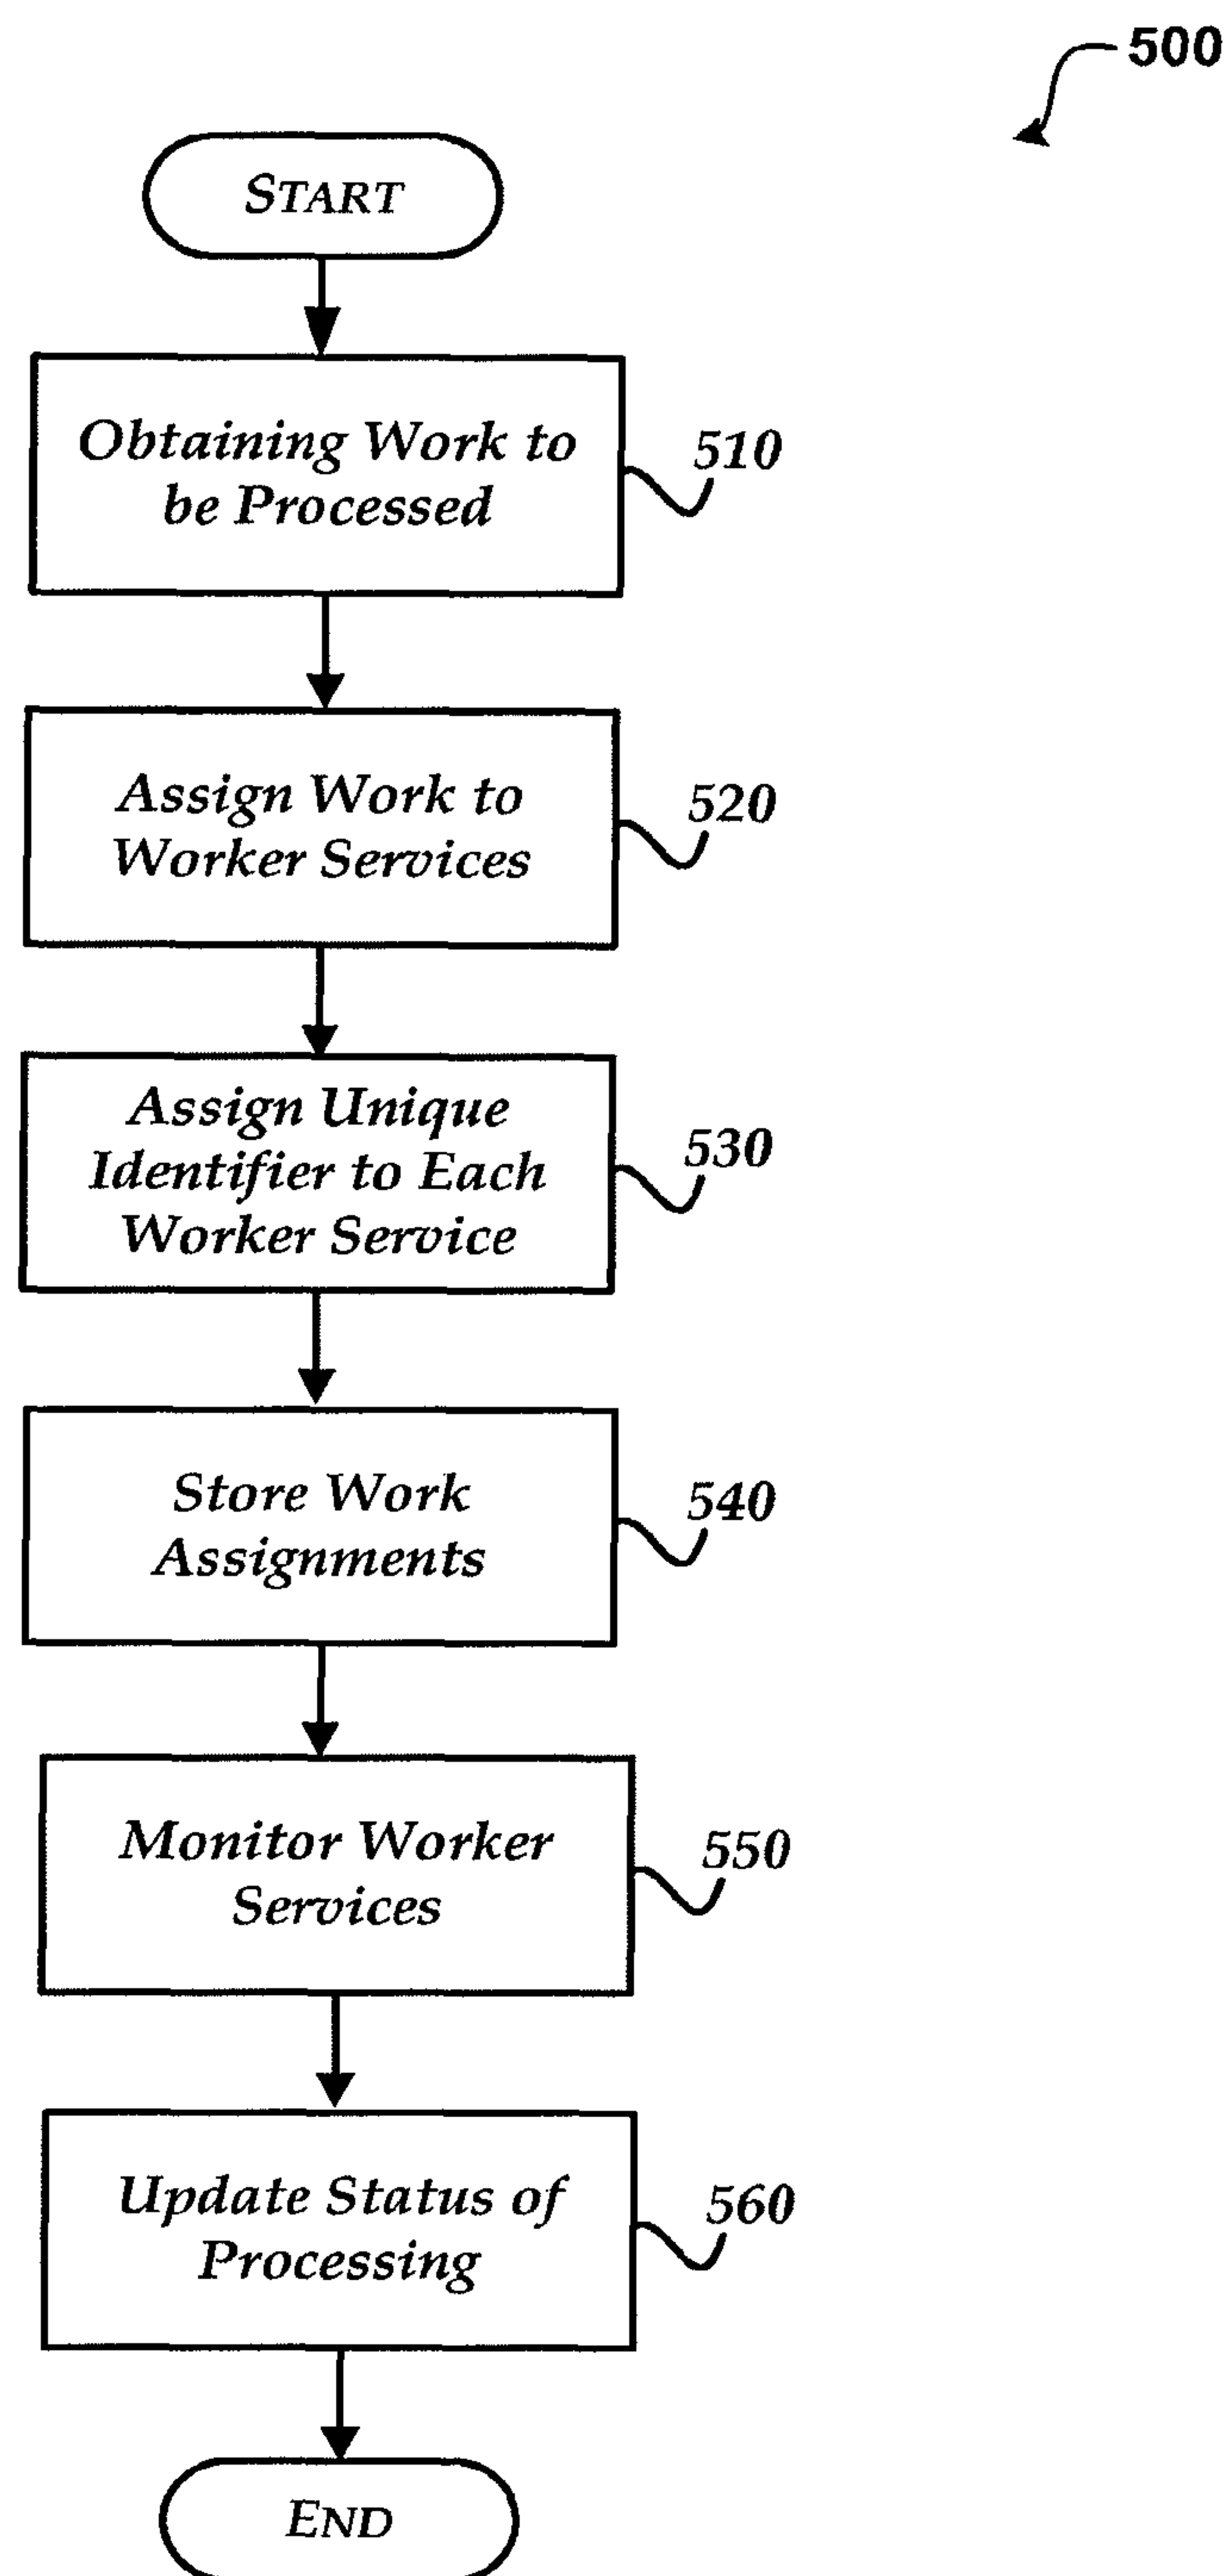 500
START
Obtaining Work to
be Processed
510
Assign Work to
Worker Services
520
Assign Unique
Identifier to Each
Worker Service
530
Store Work
Assignments
540
Monitor Worker
Services
550
Update Status of
Processing
560
END